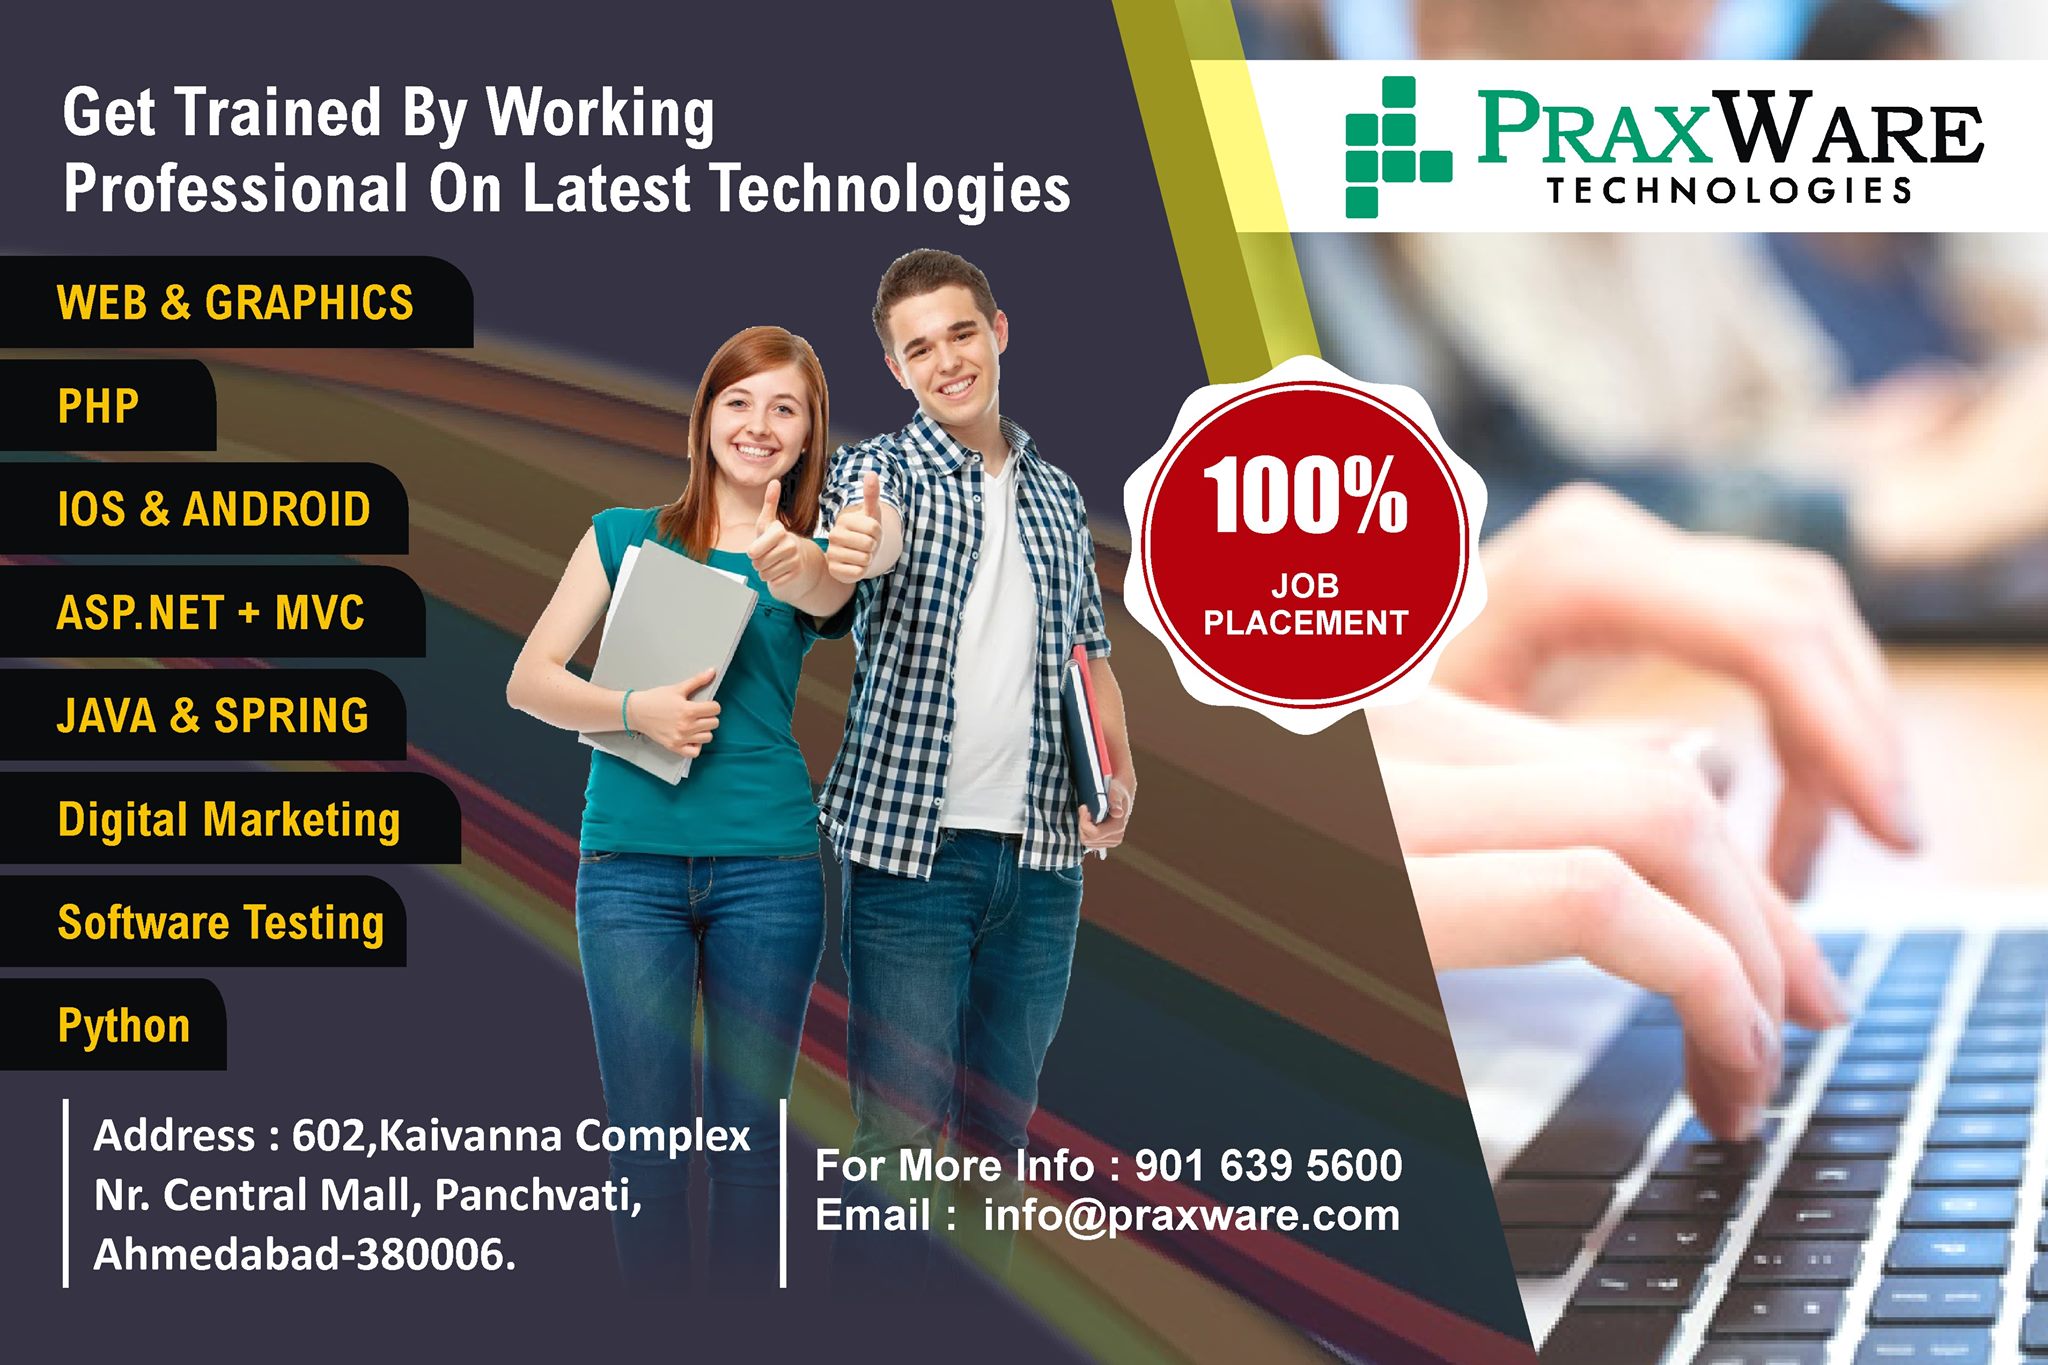 Get Trained By Working
Professional On Latest Technologies
PRAXWARE
TECHNOLOGIES
WEB & GRAPHICS
PHP
IOS & ANDROID
ASP.NET + MVC
JAVA & SPRING
Digital Marketing
Software Testing
Python
100%
JOB
PLACEMENT
Address : 602,Kaivanna Complex
Nr. Central Mall, Panchvati,
Ahmedabad-380006.
For More Info : 901 639 5600
Email :  info@praxware.com